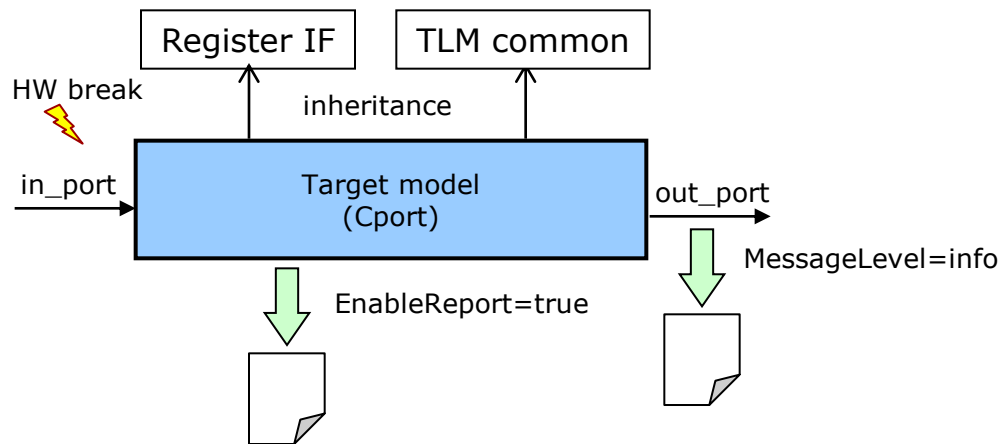 Register IF
TLM common
HW break
inheritance
in_port
Target model
(Cport)
out_port
MessageLevel=info
EnableReport=true